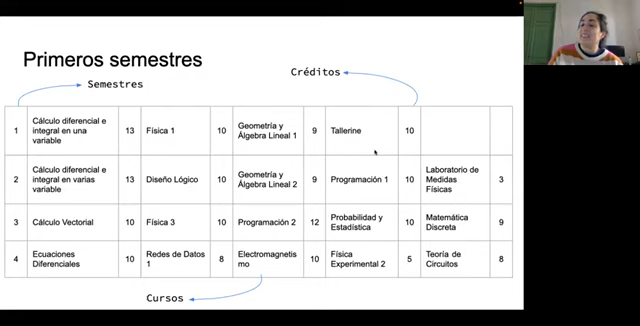 Primeros semestres
Semestres
Créditos
1 Cálculo diferencial e integral en una variable 13 Física 1 10 Geometría y Álgebra Lineal 1 9 Tallerine 10
2 Cálculo diferencial e integral en varias variable 13 Diseño Lógico 10 Geometría y Álgebra Lineal 2 9 Programación 1 10 Laboratorio de Medidas Físicas 3
3 Cálculo Vectorial 10 Física 3 10 Programación 2 12 Probabilidad y Estadística 10 Matemática Discreta 9
4 Ecuaciones Diferenciales 10 Redes de Datos 1 8 Electromagnetismo 10 Física Experimental 2 5 Teoría de Circuitos 8
Cursos